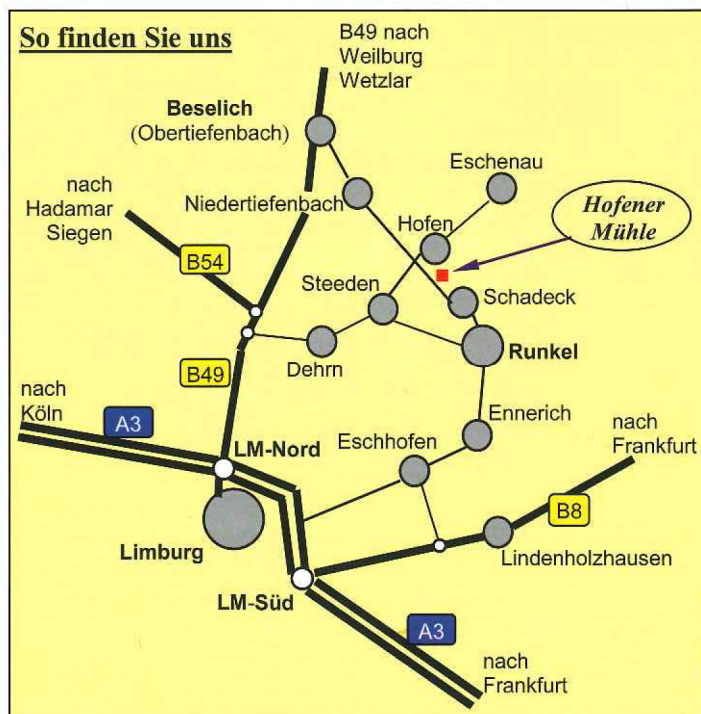 So finden Sie uns
B49 nach
Weilburg
Wetzlar
Beselich
(Obertiefenbach)
Eschenau
nach
Hadamar
Siegen
Niedertiefenbach
Hofen
Hofener
Mühle
B54
Steeden
Schadeck
Dehrn
Runkel
B49
nach
Köln
A3
Ennerich
LM-Nord
Eschhofen
nach
Frankfurt
B8
Limburg
Lindenholzhausen
LM-Süd
A3
nach
Frankfurt